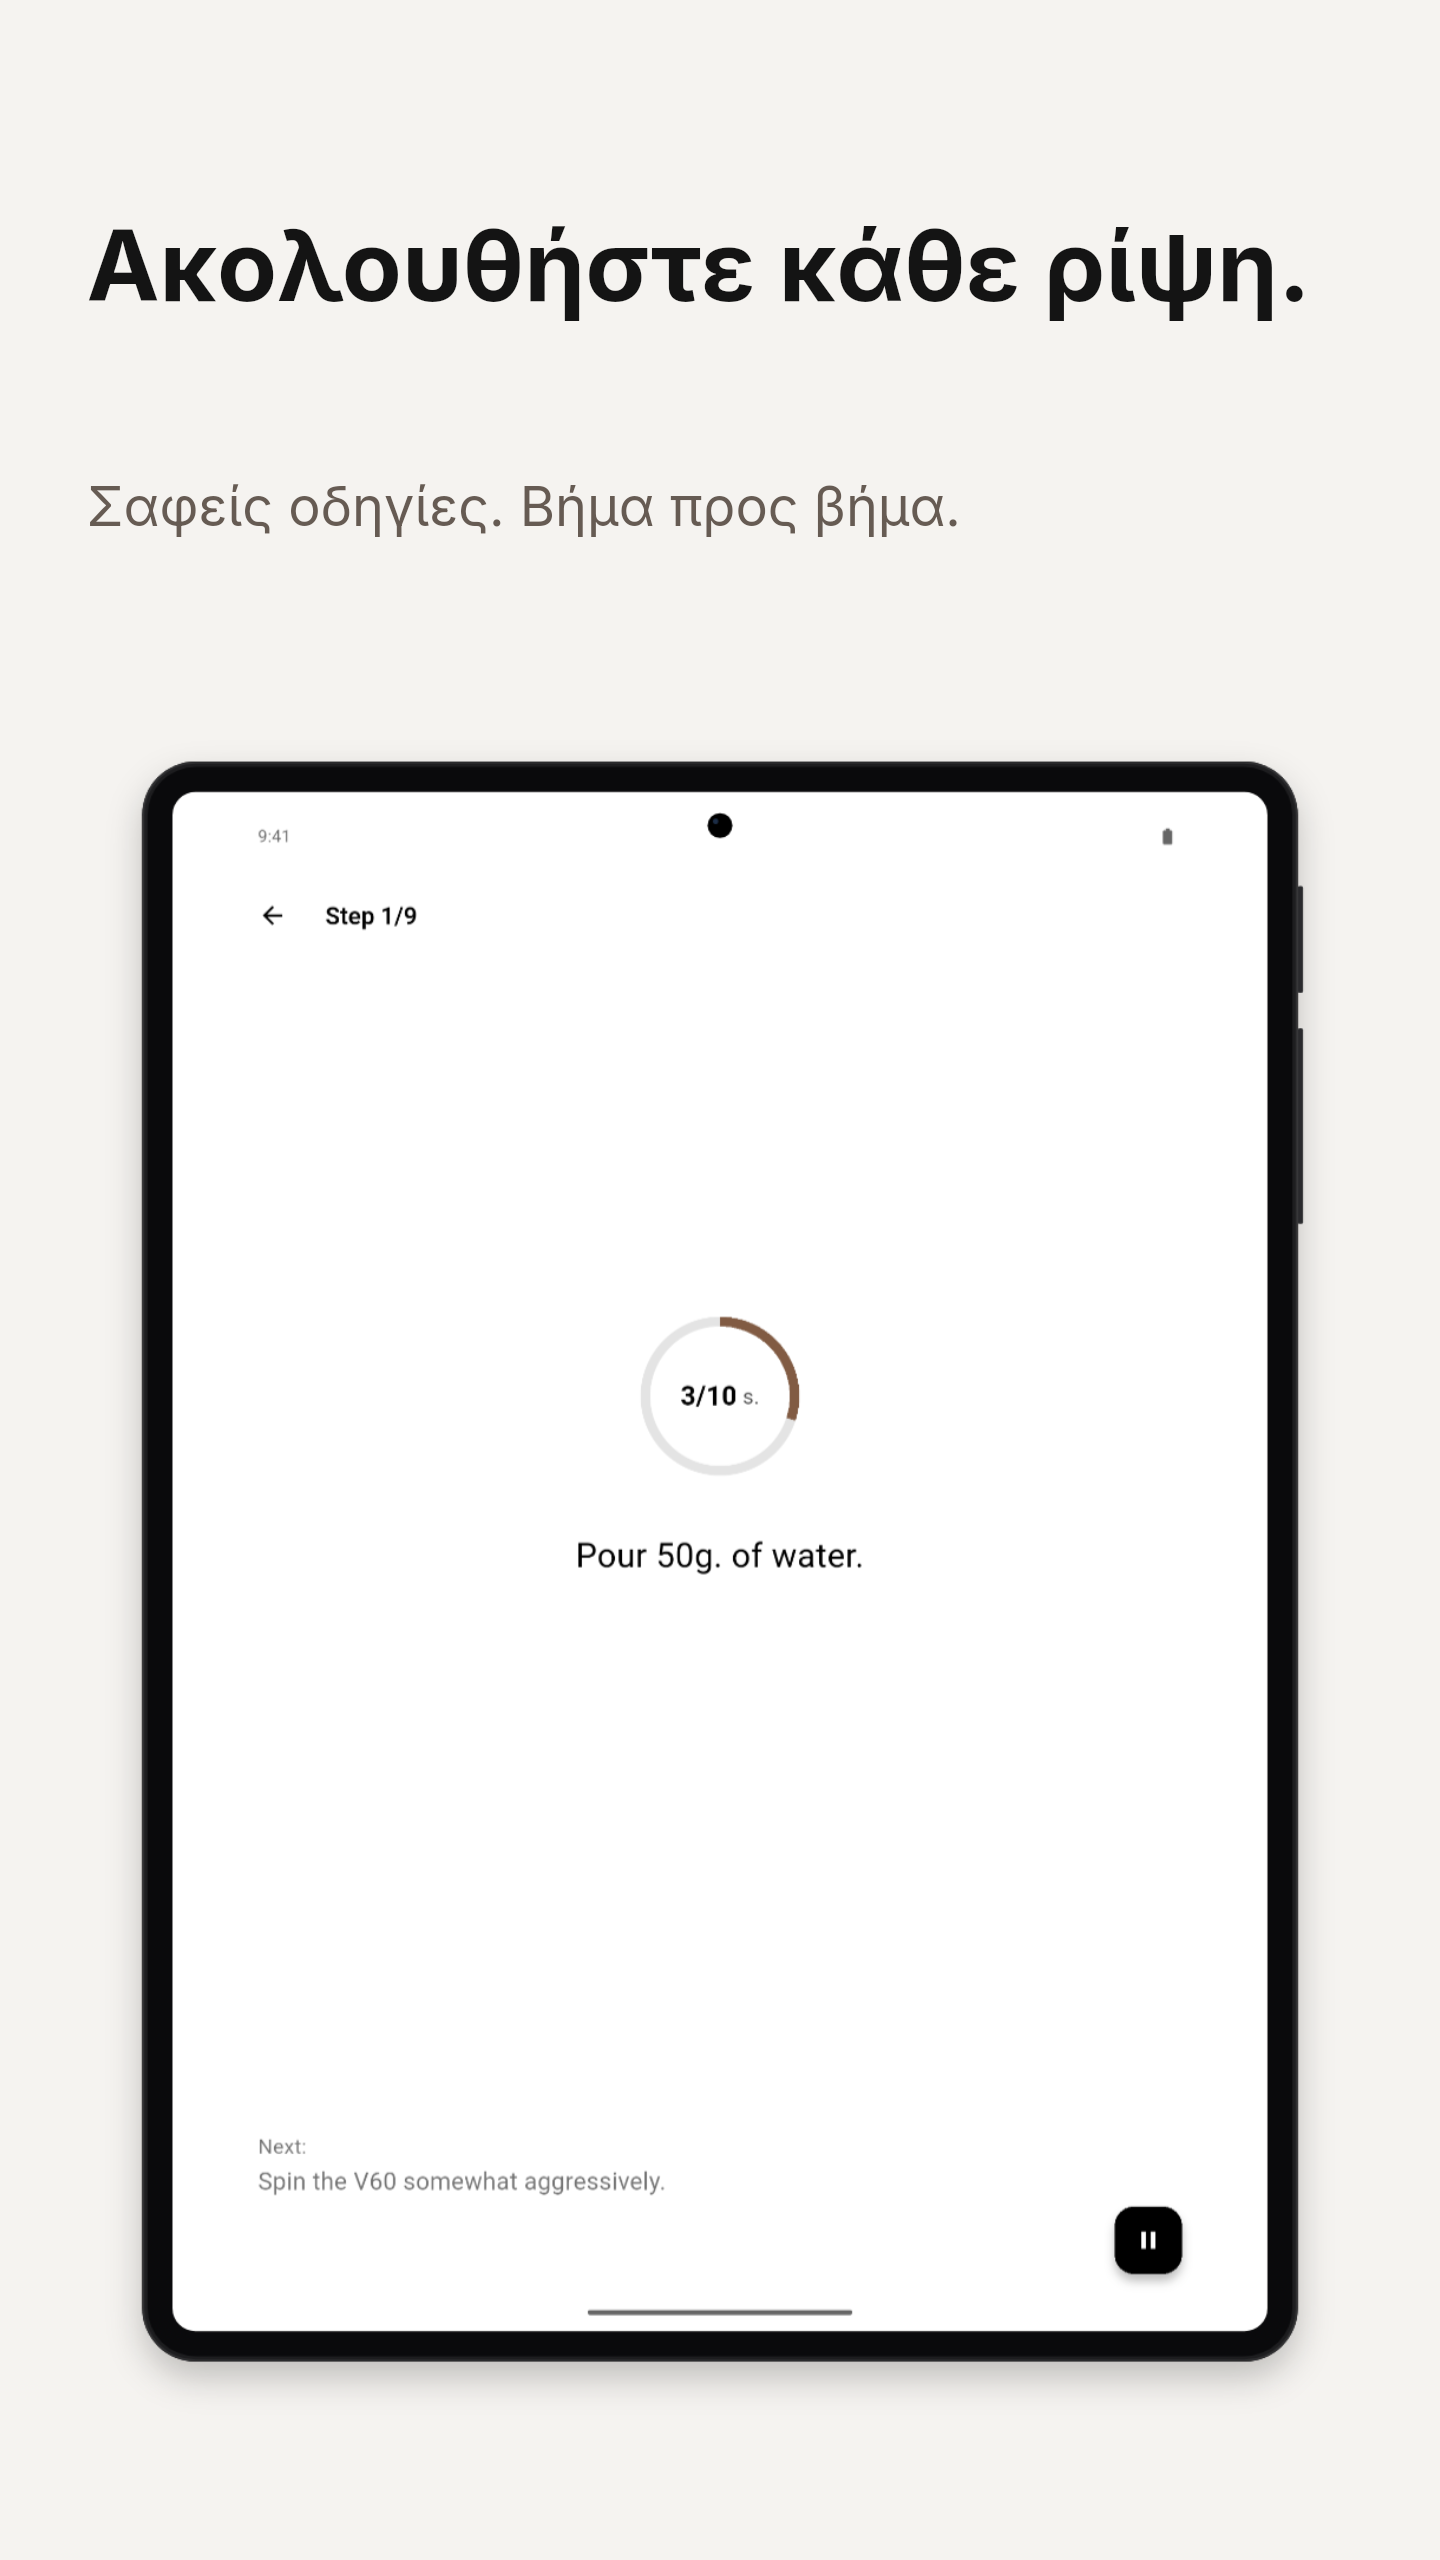 Ακολουθήστε κάθε ρίψη.
Σαφείς οδηγίες. Βήμα προς βήμα.
9:41
Step 1/9
3/10 s.
Pour 50g. of water.
Next:
Spin the V60 somewhat aggressively.